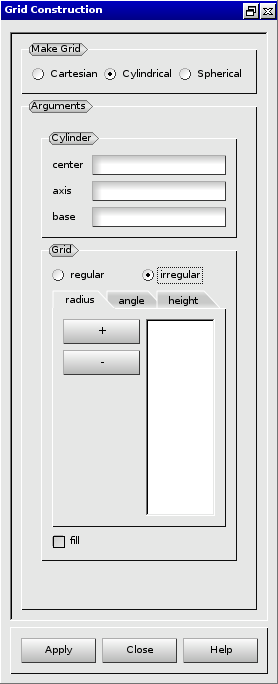 Grid Construction
Make Grid
Cartesian Cylindrical Spherical
Arguments
Cylinder
center
axis
base
Grid
regular irregular
radius angle height
+
-
fill
Apply Close Help